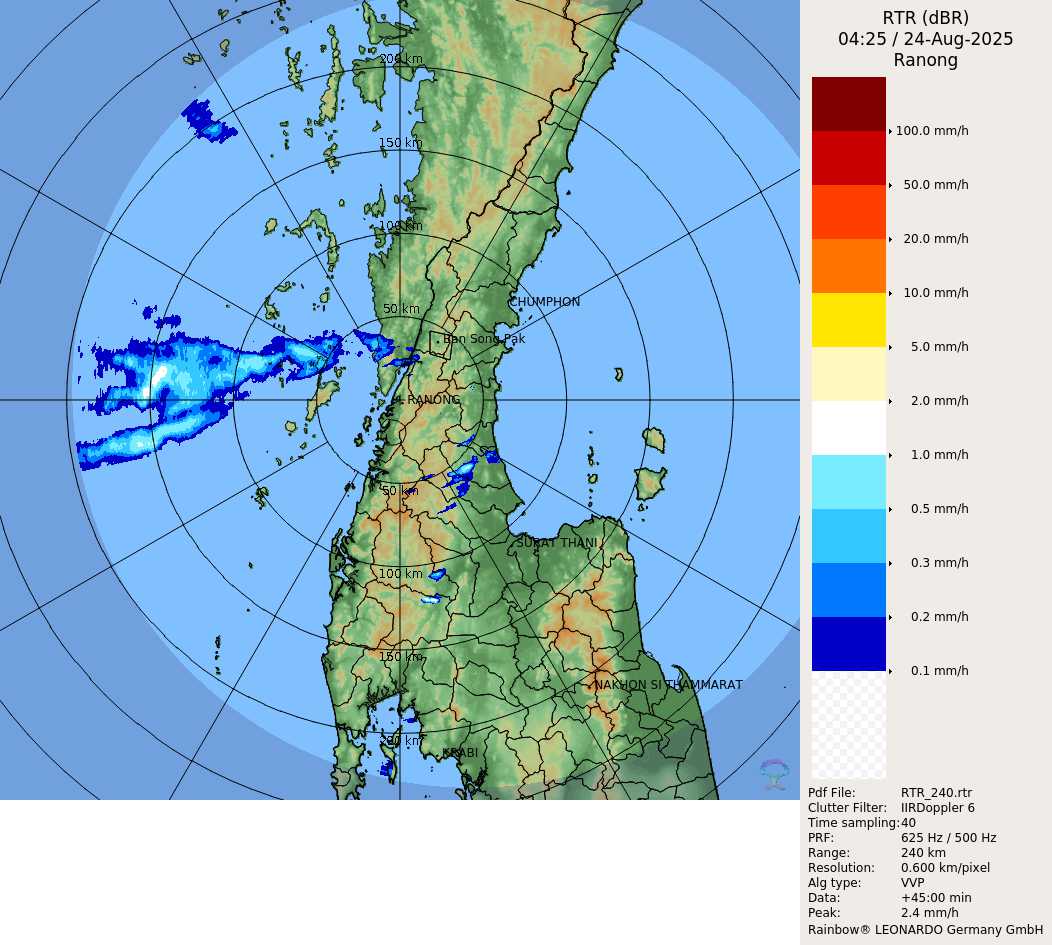 RTR (dBR)
04:25 / 24-Aug-2025
Ranong
200 km
150 km
100 km
50 km
CHUMPHON
Ban Song Pak
RANONG
50 km
SURAT THANI
100 km
150 km
NAKHON SI THAMMARAT
200 km
KRABI
100.0 mm/h
50.0 mm/h
20.0 mm/h
10.0 mm/h
5.0 mm/h
2.0 mm/h
1.0 mm/h
0.5 mm/h
0.3 mm/h
0.2 mm/h
0.1 mm/h
Pdf File: RTR_240.rtr
Clutter Filter: IIRDoppler 6
Time sampling:40
PRF: 625 Hz / 500 Hz
Range: 240 km
Resolution: 0.600 km/pixel
Alg type: VVP
Data: +45:00 min
Peak: 2.4 mm/h
Rainbow® LEONARDO Germany GmbH